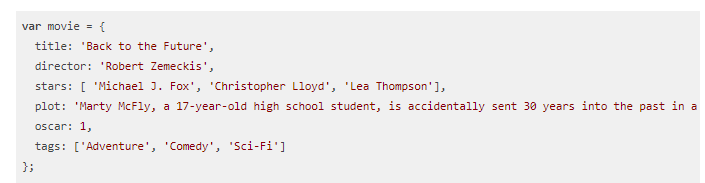 var movie = {
title: 'Back to the Future',
director: 'Robert Zemeckis',
stars: [ 'Michael J. Fox', 'Christopher Lloyd', 'Lea Thompson'],
plot: 'Marty McFly, a 17-year-old high school student, is accidentally sent 30 years into the past in a
oscar: 1,
tags: ['Adventure', 'Comedy', 'Sci-Fi']
};